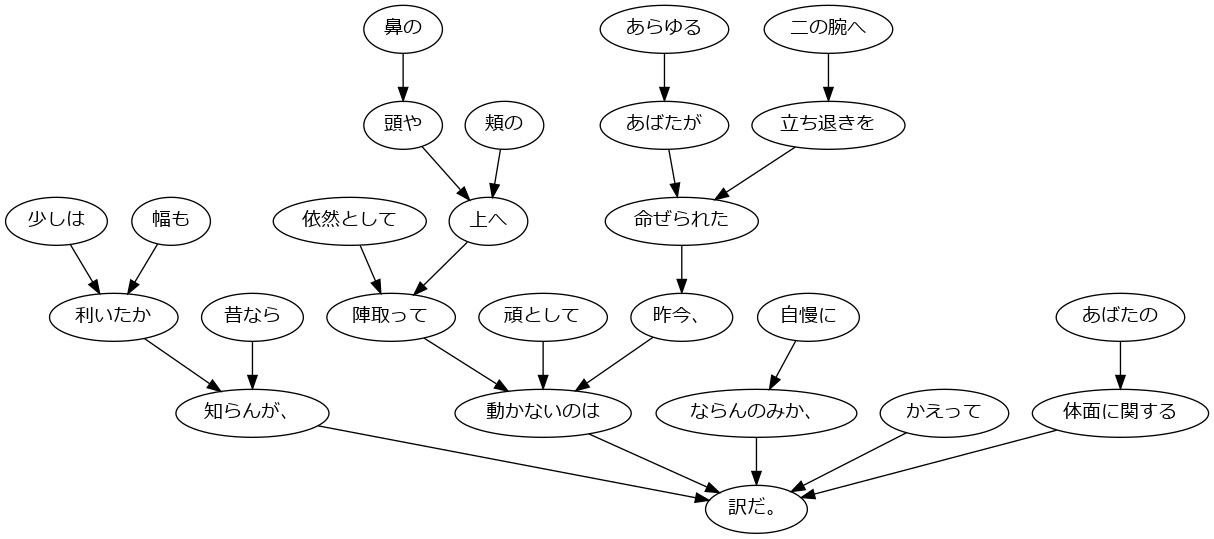 鼻の
あらゆる
二の腕へ
頭や
頬の
あばたが
立ち退きを
少しは
幅も
依然として
上へ
命ぜられた
利いたか
昔なら
陣取って
頑として
昨今、
自慢に
あばたの
知らんが、
動かないのは
ならんのみか、
かえって
体面に関する
訳だ。